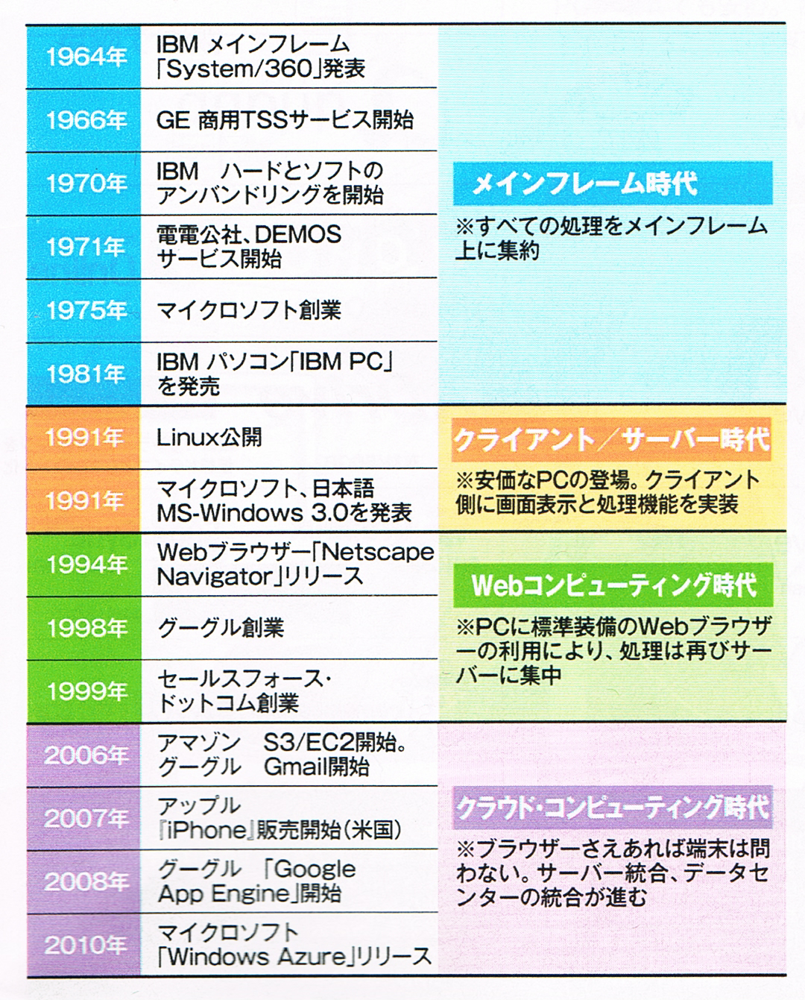 1964年
IBM メインフレーム
「System/360」発表
1966年
GE 商用TSSサービス開始
1970年
IBM　ハードとソフトの
アンバンドリングを開始
1971年
電電公社、DEMOS
サービス開始
1975年
マイクロソフト創業
1981年
IBM パソコン「IBM PC」
を発売
メインフレーム時代
※すべての処理をメインフレーム
上に集約
1991年
Linux公開
1991年
マイクロソフト、日本語
MS-Windows 3.0を発表
クライアント／サーバー時代
※安価なPCの登場。クライアント
側に画面表示と処理機能を実装
1994年
Webブラウザー「Netscape
Navigator」リリース
1998年
グーグル創業
1999年
セールスフォース・
ドットコム創業
Webコンピューティング時代
※PCに標準装備のWebブラウザ
ーの利用により、処理は再びサー
バーに集中
2006年
アマゾン　S3/EC2開始。
グーグル　Gmail開始
2007年
アップル
『iPhone』販売開始（米国）
2008年
グーグル　「Google
App Engine」開始
2010年
マイクロソフト
「Windows Azure」リリース
クラウド・コンピューティング時代
※ブラウザーさえあれば端末は問
わない。サーバー統合、データセ
ンターの統合が進む